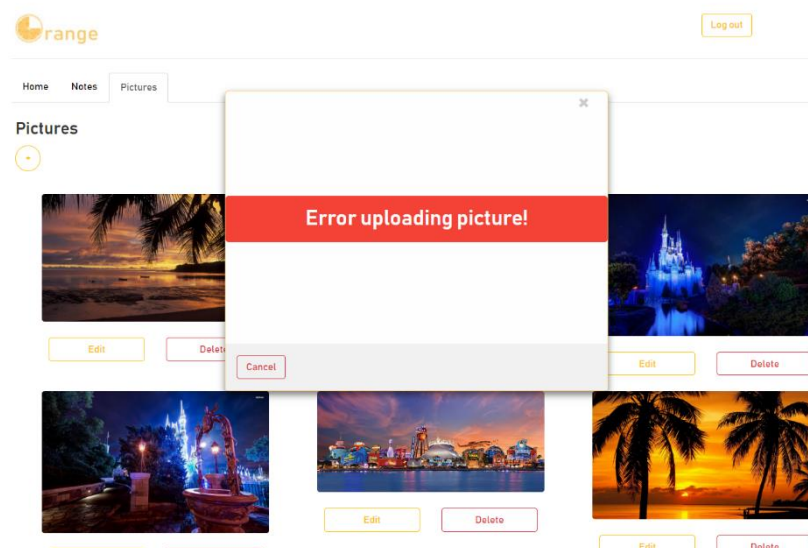 range
Log out
Home Notes Pictures
Pictures
Error uploading picture!
Edit Delete
Cancel
Edit Delete
Edit Delete
Edit Delete